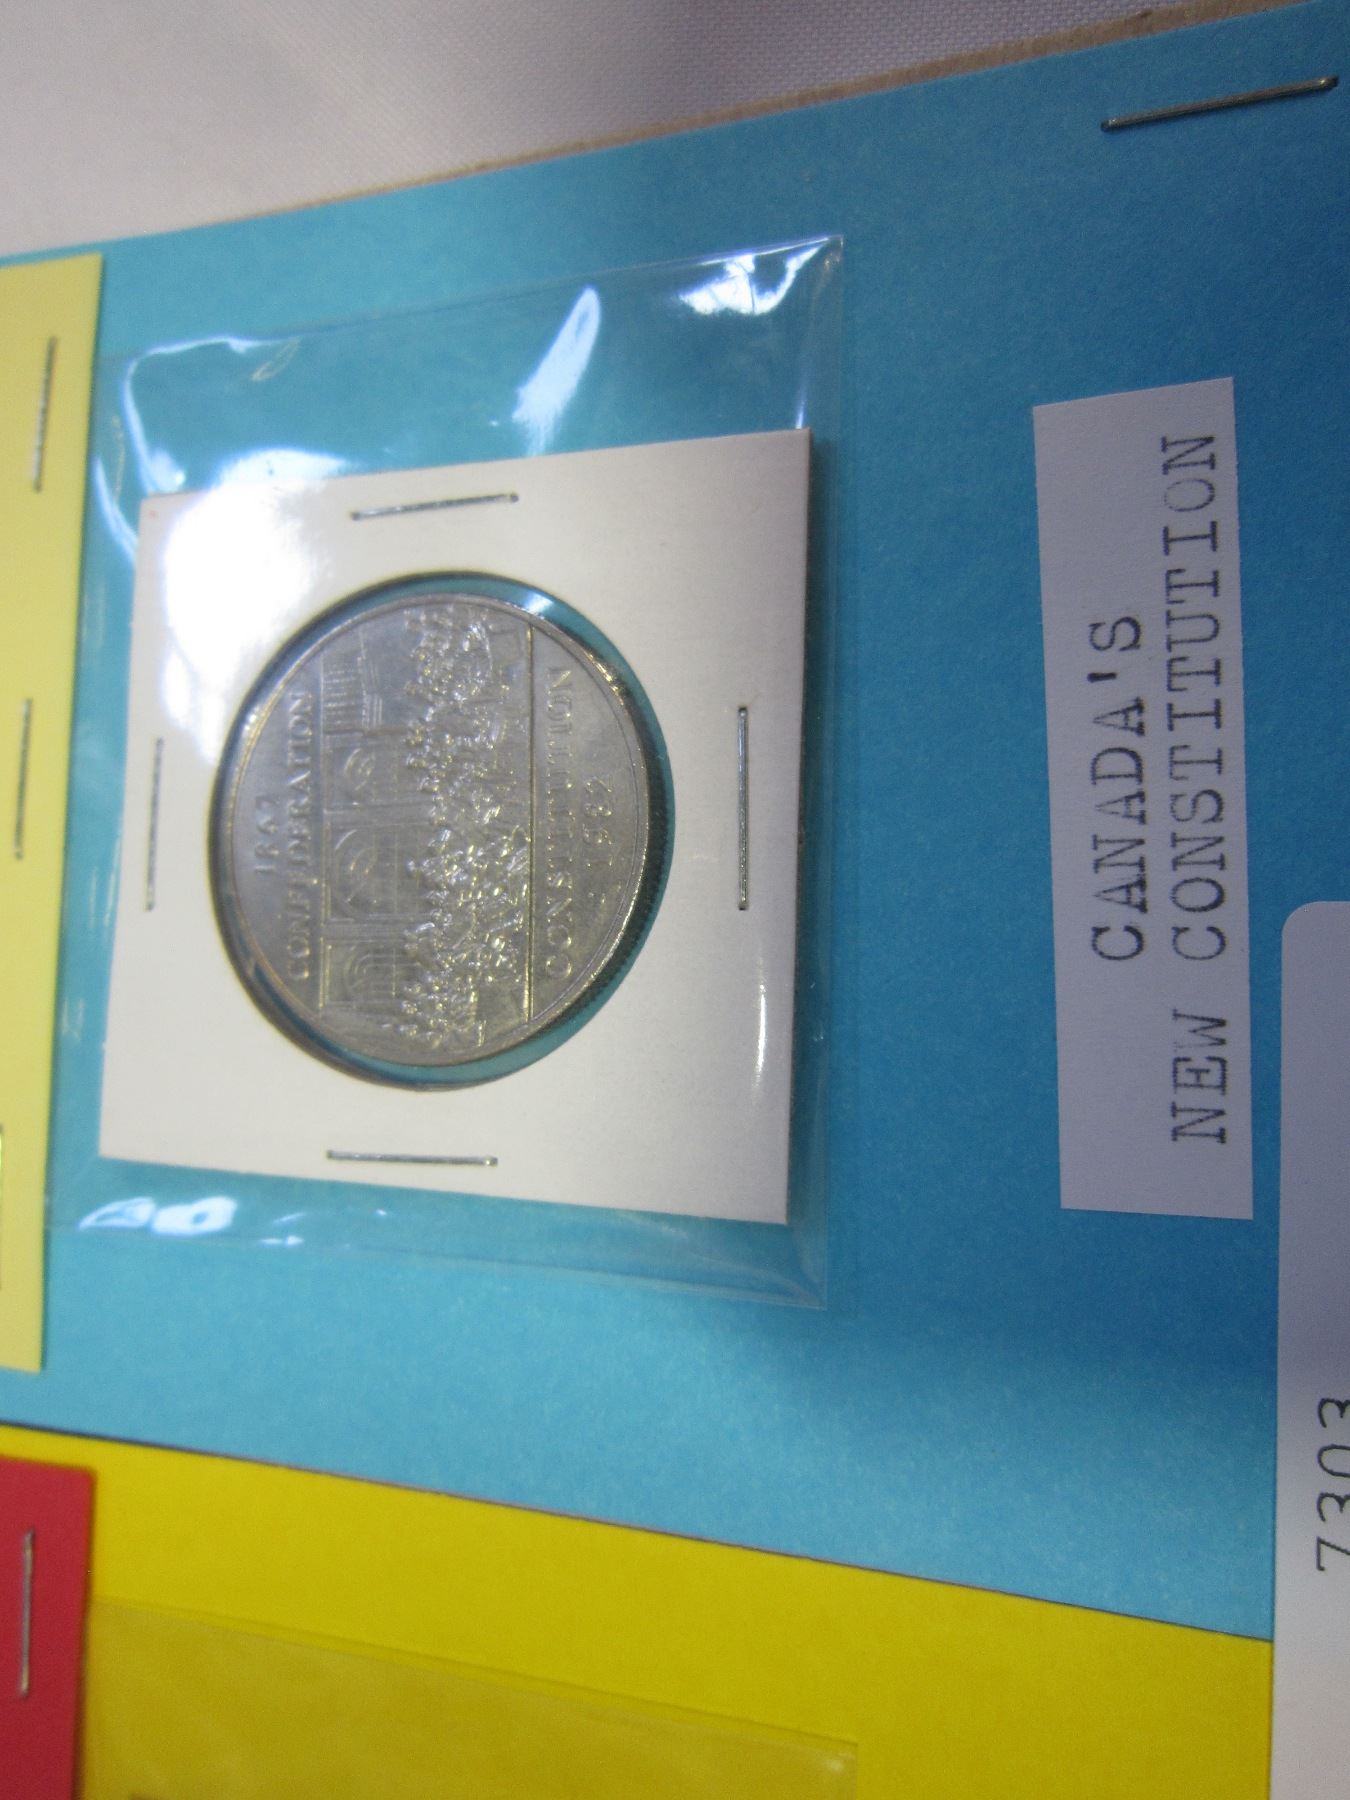 1867
CONFEDERATION
CONSTITUTION
1982
CANADA'S
NEW CONSTITUTION
7303